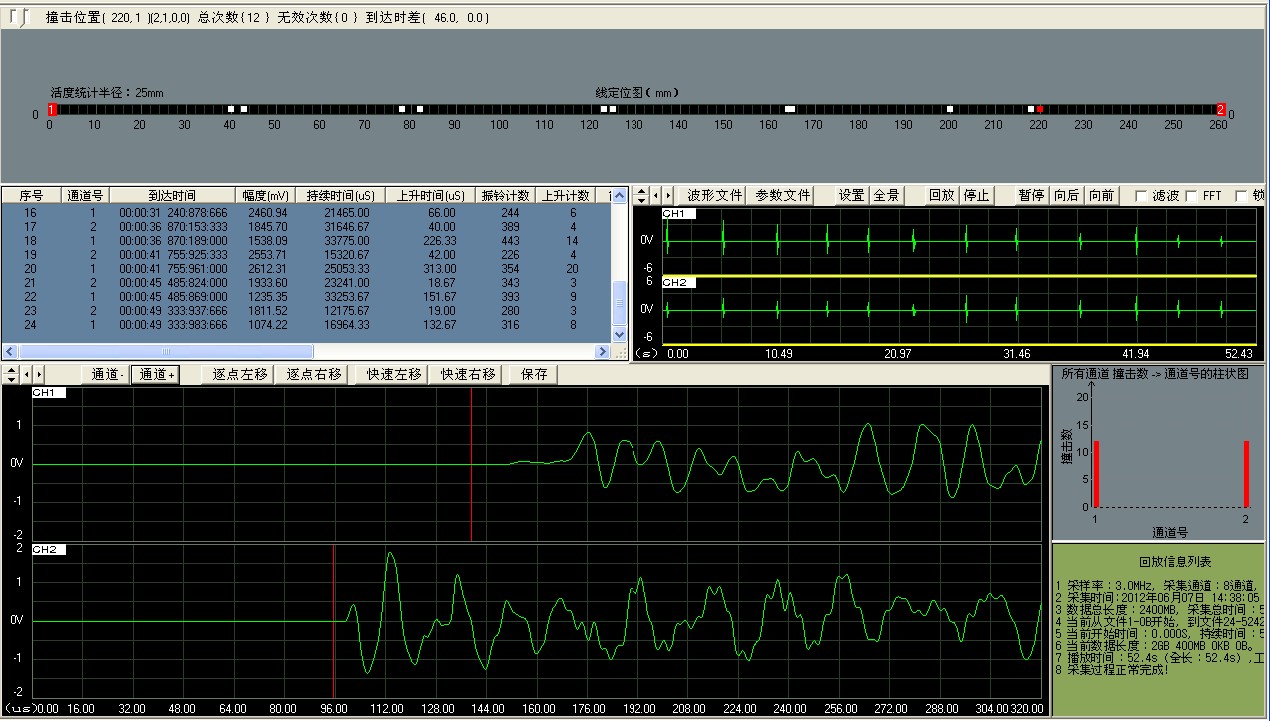 撞击位置( 220, 1 )(2,1,0,0) 总次数{12 } 无效次数{0 } 到达时差( 46.0, 0.0)
活度统计半径：25mm 线定位图( mm)
0 1 2 0
0 10 20 30 40 50 60 70 80 90 100 110 120 130 140 150 160 170 180 190 200 210 220 230 240 250 260
序号 通道号 到达时间 幅度(mV) 持续时间(uS) 上升时间(uS) 振铃计数 上升计数
16 1 00:00:31 240:878:666 2460.94 21465.00 66.00 244 6
17 2 00:00:36 870:153:333 1845.70 31646.67 40.00 389 4
18 1 00:00:36 870:189:000 1538.09 33775.00 226.33 443 14
19 2 00:00:41 755:925:333 2553.71 15320.67 42.00 226 4
20 1 00:00:41 755:961:000 2612.31 25053.33 313.00 354 20
21 2 00:00:45 485:824:000 1933.60 23241.00 18.67 343 3
22 1 00:00:45 485:869:000 1235.35 33253.67 151.67 393 9
23 2 00:00:49 333:937:666 1811.52 12175.67 19.00 280 3
24 1 00:00:49 333:983:666 1074.22 16964.33 132.67 316 8
波形文件 参数文件 设置 全景 回放 停止 暂停 向后 向前 滤波 FFT 锁
CH1
0V
-6
6 CH2
0V
-6
(s) 0.00 10.49 20.97 31.46 41.94 52.43
通道- 通道+ 逐点左移 逐点右移 快速左移 快速右移 保存
CH1
1
0V
-1
-2
2 CH2
1
0V
-1
-2
(us) 0.00 16.00 32.00 48.00 64.00 80.00 96.00 112.00 128.00 144.00 160.00 176.00 192.00 208.00 224.00 240.00 256.00 272.00 288.00 304.00 320.00
所有通道 撞击数 -> 通道号的柱状图
20
15
10
5
0
撞击数
1 2
通道号
回放信息列表
1 采样率：3.0MHz, 采集通道：8通道,
2 采集时间:2012年06月07日 14:38:05
3 数据总长度：2400MB, 采集总时间：5
4 当前从文件1-0B开始, 到文件24-5242
5 当前开始时间：0.000S, 持续时间：5
6 当前数据长度：2GB 400MB 0KB 0B。
7 播放时间：52.4s (全长：52.4s) ,工
8 采集过程正常完成!